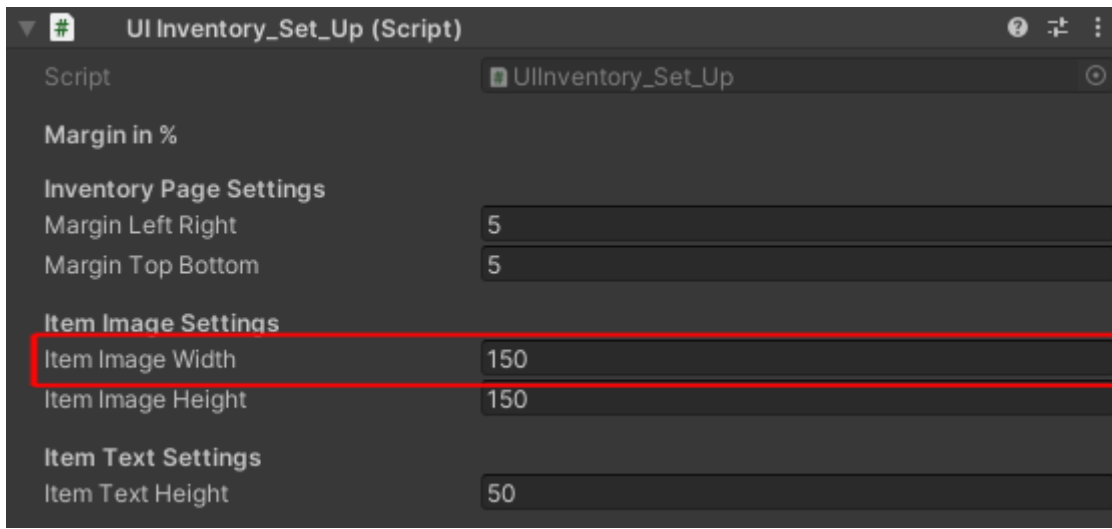 # UI Inventory_Set_Up (Script)
Script # UIInventory_Set_Up
Margin in %
Inventory Page Settings
Margin Left Right 5
Margin Top Bottom 5
Item Image Settings
Item Image Width 150
Item Image Height 150
Item Text Settings
Item Text Height 50